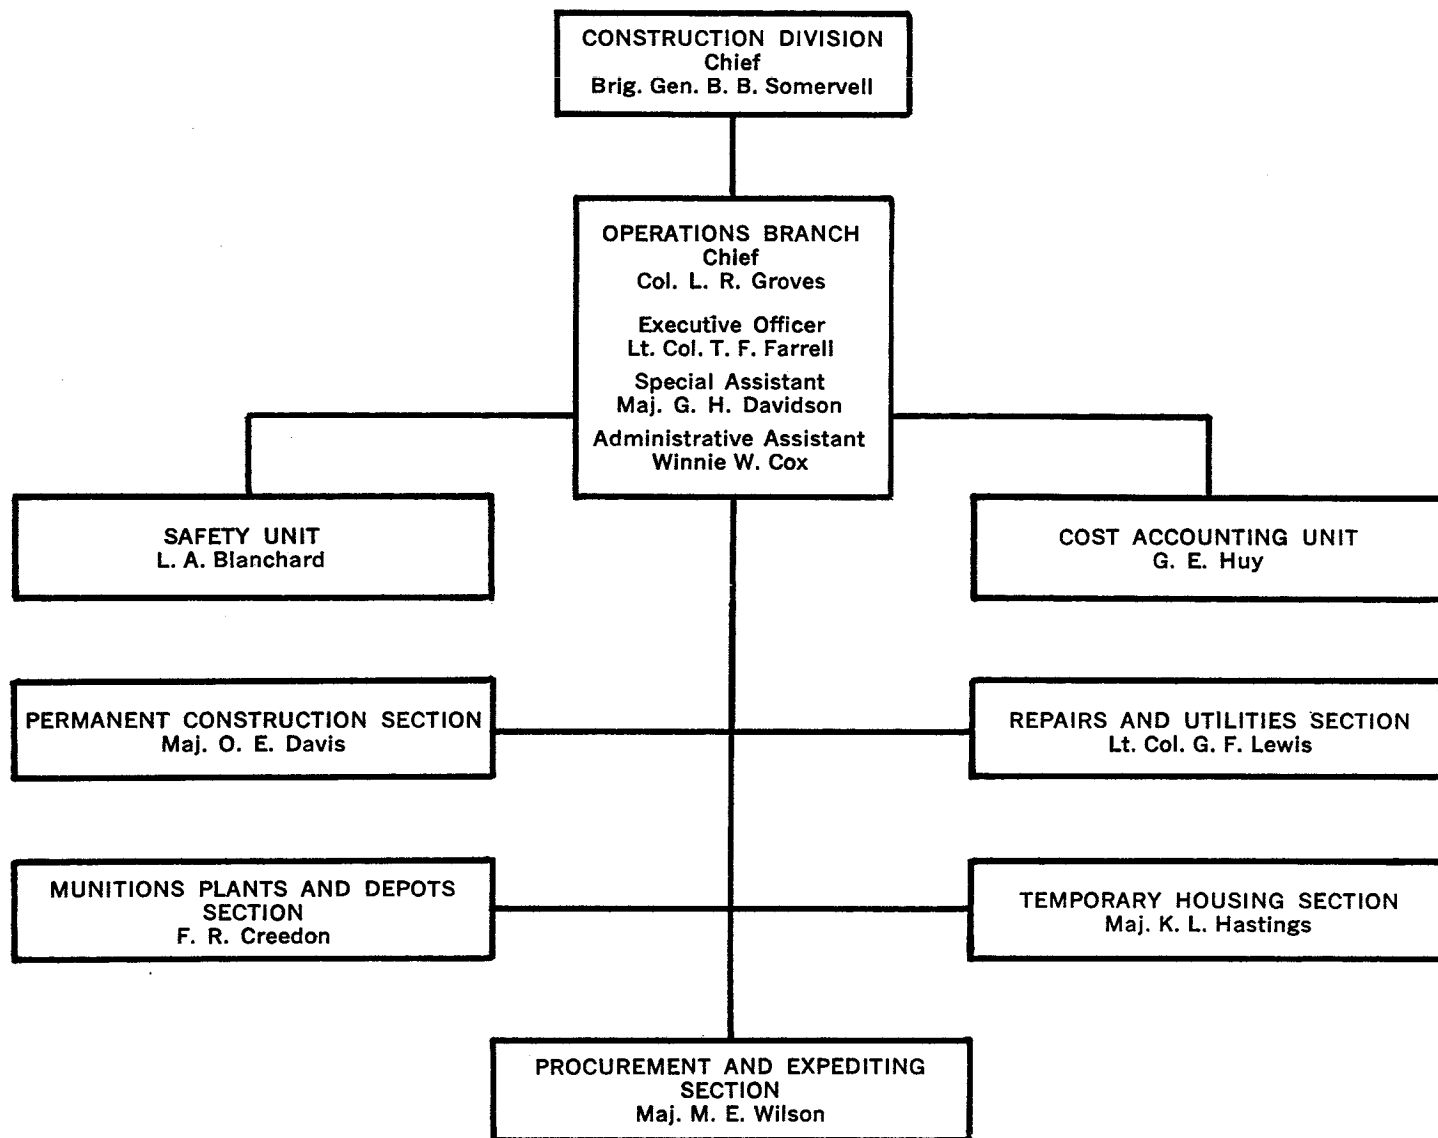 CONSTRUCTION DIVISION
Chief
Brig. Gen. B. B. Somervell
OPERATIONS BRANCH
Chief
Col. L. R. Groves
Executive Officer
Lt. Col. T. F. Farrell
Special Assistant
Maj. G. H. Davidson
Administrative Assistant
Winnie W. Cox
SAFETY UNIT
L. A. Blanchard
COST ACCOUNTING UNIT
G. E. Huy
PERMANENT CONSTRUCTION SECTION
Maj. O. E. Davis
REPAIRS AND UTILITIES SECTION
Lt. Col. G. F. Lewis
MUNITIONS PLANTS AND DEPOTS
SECTION
F. R. Creedon
TEMPORARY HOUSING SECTION
Maj. K. L. Hastings
PROCUREMENT AND EXPEDITING
SECTION
Maj. M. E. Wilson